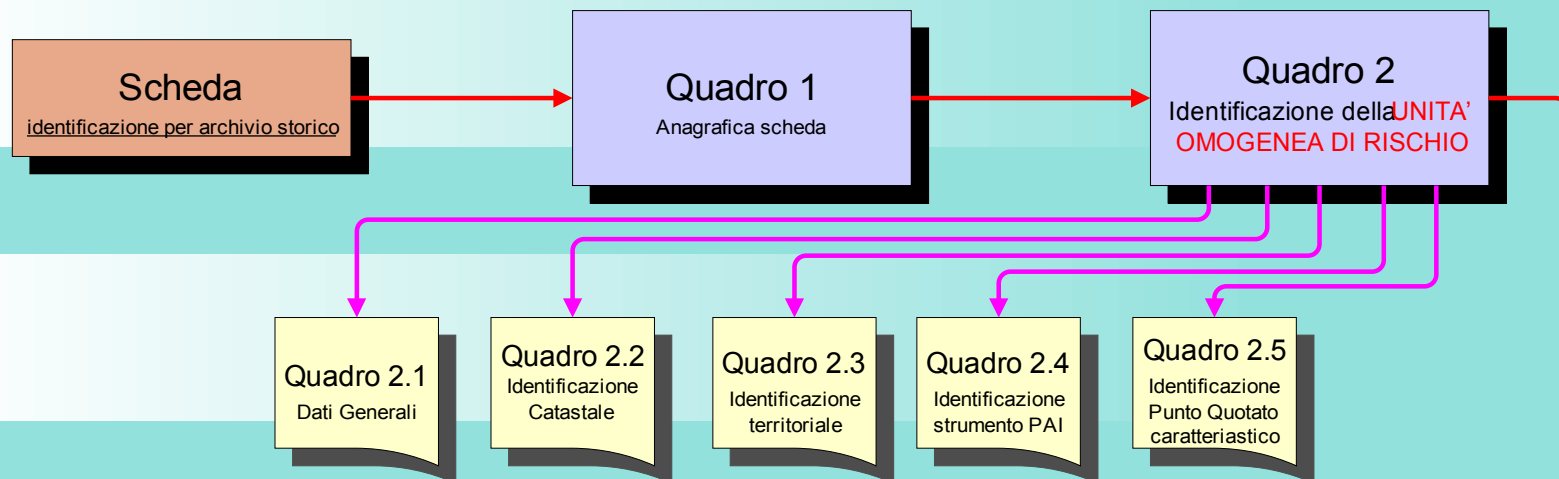 Scheda
identificazione per archivio storico
Quadro 1
Anagrafica scheda
Quadro 2
Identificazione della UNITA'
OMOGENEA DI RISCHIO
Quadro 2.1
Dati Generali
Quadro 2.2
Identificazione
Catastale
Quadro 2.3
Identificazione
territoriale
Quadro 2.4
Identificazione
strumento PAI
Quadro 2.5
Identificazione
Punto Quotato
caratteriastico